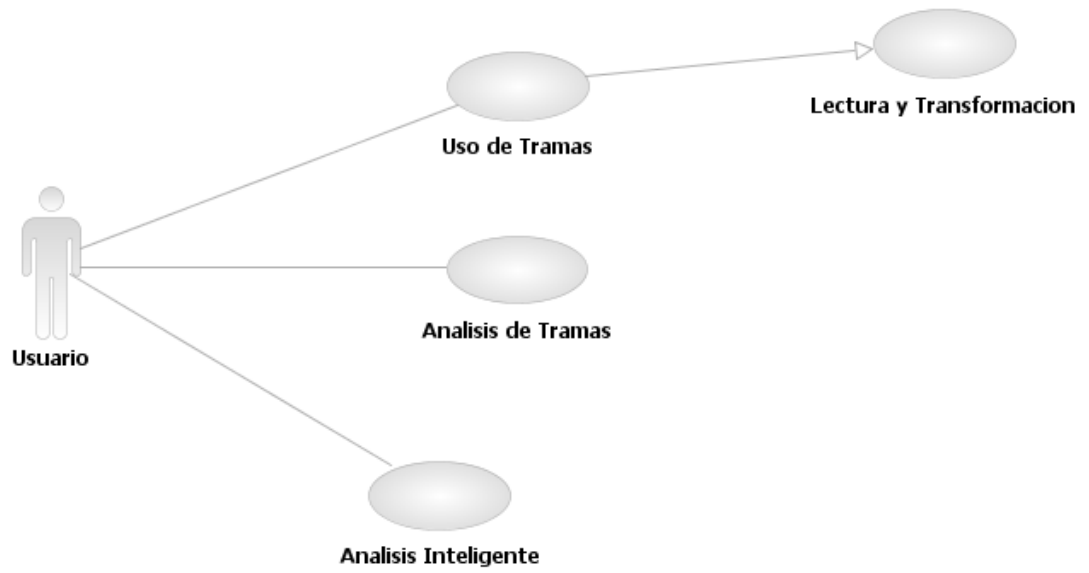 Lectura y Transformacion
Uso de Tramas
Analisis de Tramas
Usuario
Analisis Inteligente